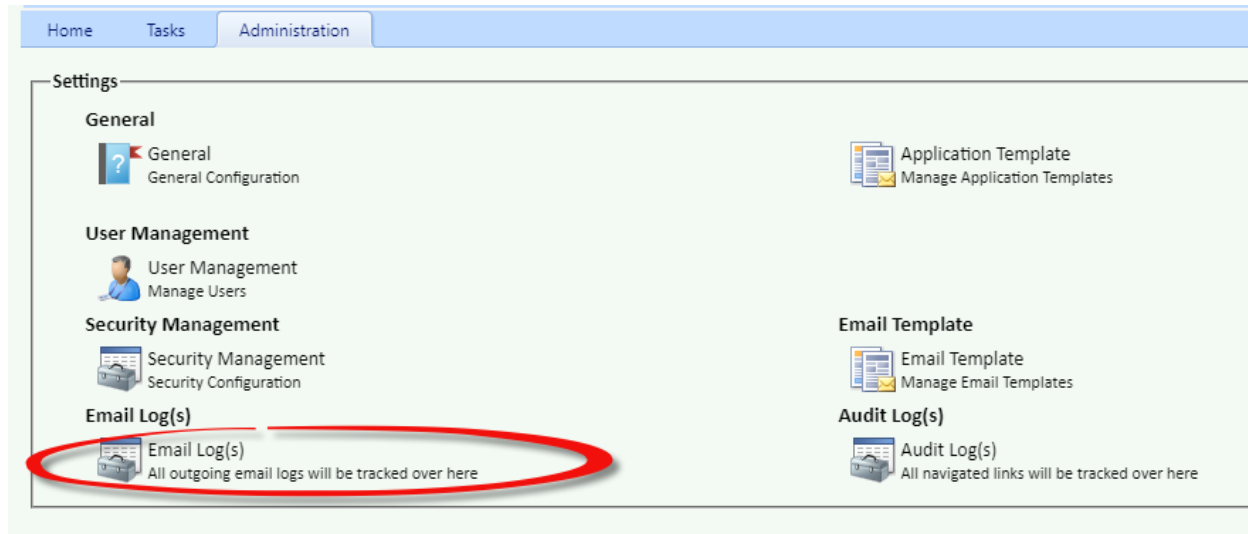 Home Tasks Administration
Settings
General
General
General Configuration
Application Template
Manage Application Templates
User Management
User Management
Manage Users
Security Management
Security Management
Security Configuration
Email Template
Email Template
Manage Email Templates
Email Log(s)
Email Log(s)
All outgoing email logs will be tracked over here
Audit Log(s)
Audit Log(s)
All navigated links will be tracked over here